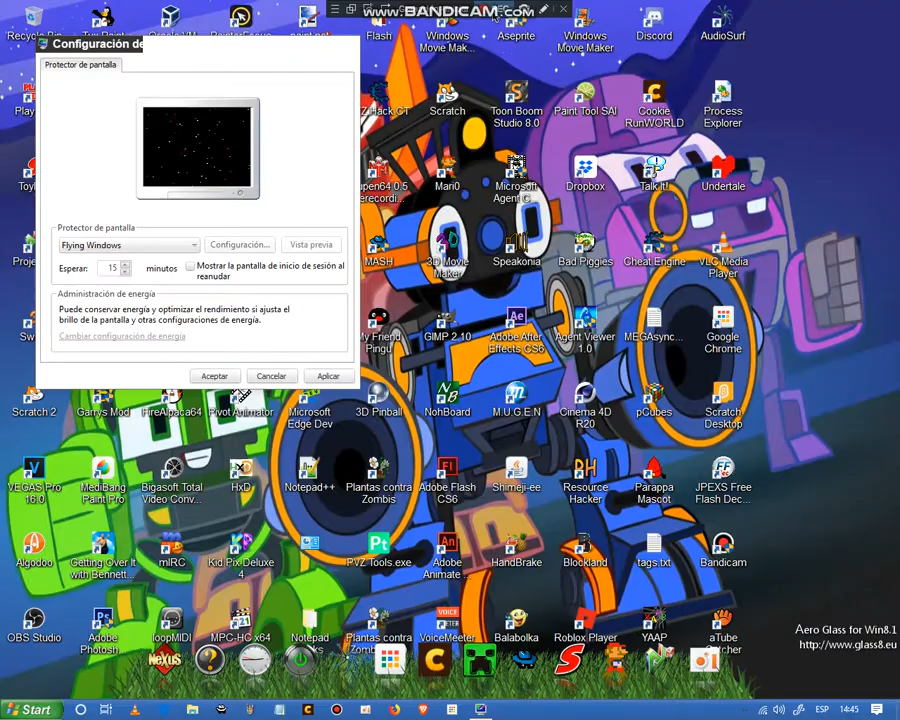 www.BANDICAM.com
Recycle Bin
Tux Paint
Oracle VM
PointerFocus
paint.net
Flash
Windows Movie Mak...
Aseprite
Windows Movie Maker
Discord
AudioSurf
Configuración de
Protector de pantalla
Protector de pantalla
Flying Windows
Configuración...
Vista previa
Esperar:
15
minutos
Mostrar la pantalla de inicio de sesión al
reanudar
Administración de energía
Puede conservar energía y optimizar el rendimiento si ajusta el
brillo de la pantalla y otras configuraciones de energía.
Cambiar configuración de energía
Aceptar
Cancelar
Aplicar
Scratch
Toon Boom
Studio 8.0
Paint Tool SAI
Cookie
RunWORLD
Process
Explorer
Mari0
Microsoft
Agent C...
Dropbox
Talk It!
Undertale
MASH
3D Movie
Maker
Speakonia
Bad Piggies
Cheat Engine
VLC Media
Player
My Friend
Pingu
GIMP 2.10
Adobe After
Effects CS6
Agent Viewer
1.0
MEGAsync...
Google
Chrome
Scratch 2
Garrys Mod
FireAlpaca64
Pivot Animator
Microsoft
Edge Dev
3D Pinball
NohBoard
M.U.G.E.N
Cinema 4D
R20
pCubes
Scratch
Desktop
VEGAS Pro
16.0
MediBang
Paint Pro
Bigasoft Total
Video Conv...
HxD
Notepad++
Plantas contra
Zombis
Adobe Flash
CS6
Shimeji-ee
Resource
Hacker
Parappa
Mascot
JPEXS Free
Flash Dec...
Algodoo
Getting Over It
with Bennett...
mIRC
Kid Pix Deluxe
4
PVZ Tools.exe
Adobe
Animate ...
HandBrake
Blockland
tags.txt
Bandicam
OBS Studio
Adobe
Photosh...
loopMIDI
MPC-HC x64
Notepad
Plantas contra
VoiceMeeter
Balabolka
Roblox Player
YAAP
aTube
Catcher
NEXUS
Aero Glass for Win8.1
http://www.glass8.eu
Start
ESP
14:45